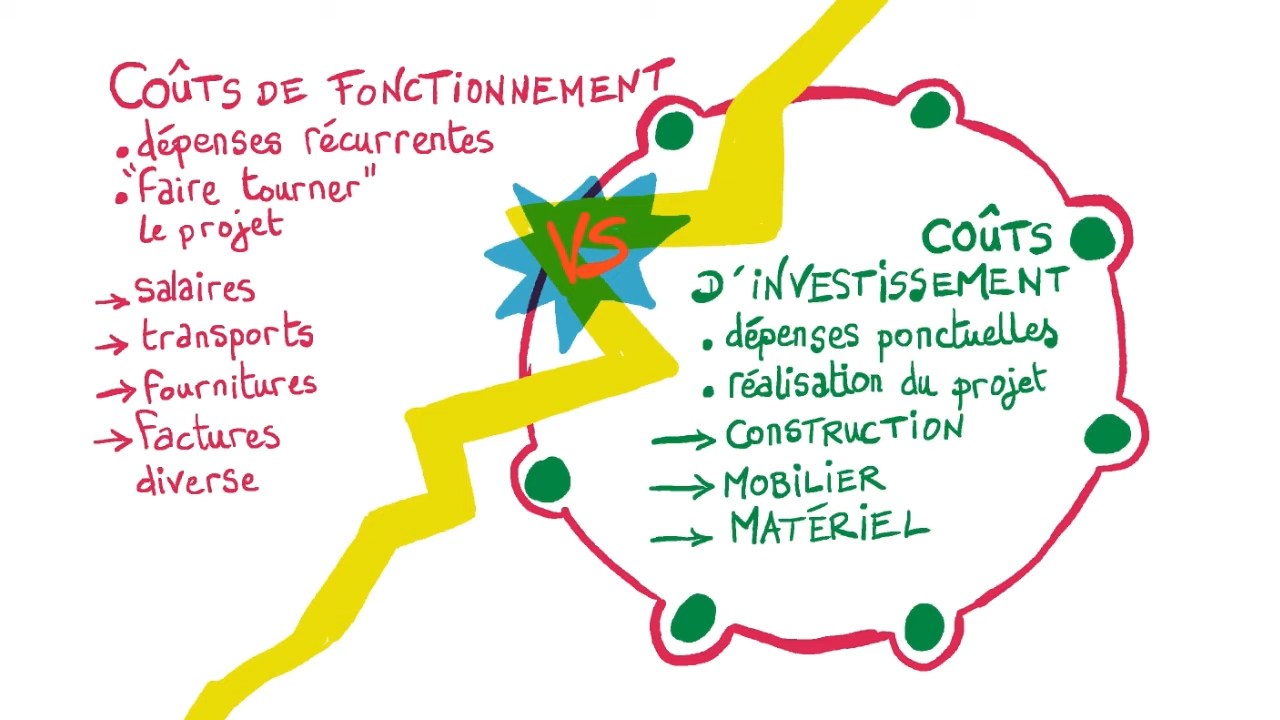 COÛTS DE FONCTIONNEMENT
• dépenses récurrentes
• "Faire tourner"
le projet
→ salaires
→ transports
→ fournitures
→ factures
diverse
VS
COÛTS
D'INVESTISSEMENT
• dépenses ponctuelles
• réalisation du projet
→ CONSTRUCTION
→ MOBILIER
→ MATÉRIEL